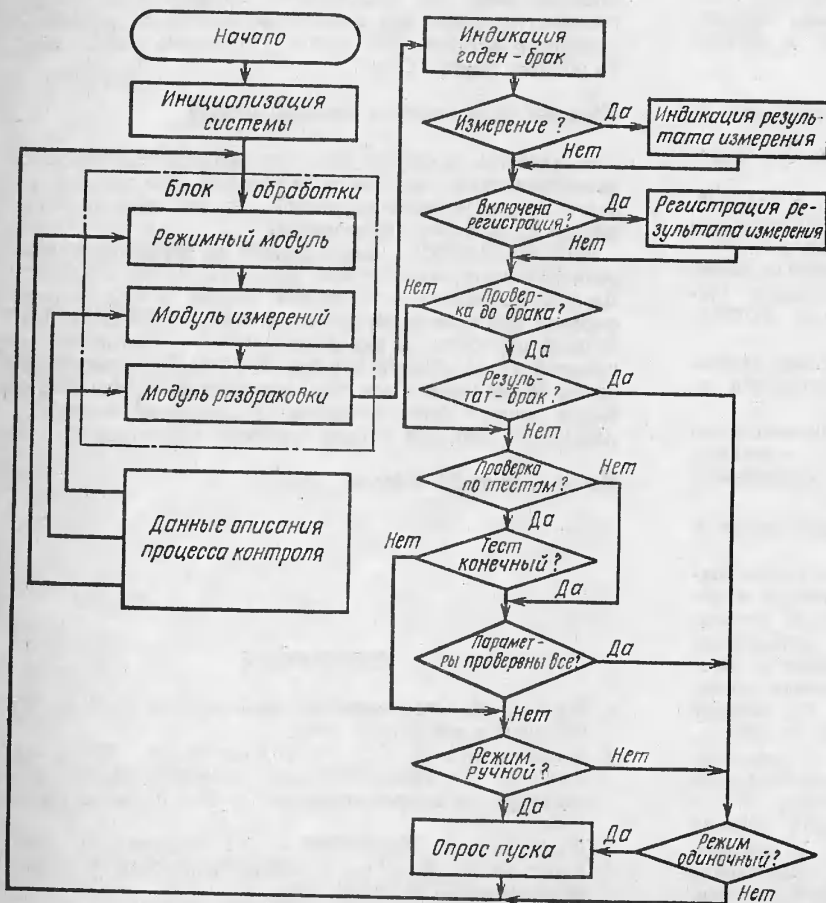 Начало
Инициализация
системы
Блок обработки
Режимный модуль
Модуль измерений
Модуль разбраковки
Данные описания
процесса контроля
Индикация
годен-брак
Измерение?
Да
Индикация резуль-
тата измерения
Нет
Включена
регистрация?
Да
Регистрация ре-
зультата измерения
Нет
Нет
Провер-
ка до брака?
Да
Резуль-
тат-брак?
Да
Нет
Проверка
по тестам?
Нет
Да
Нет
Тест
конечный?
Да
Парамет-
ры проверены все?
Да
Нет
Режим
ручной?
Нет
Да
Опрос пуска
Да
Режим
одиночный?
Нет